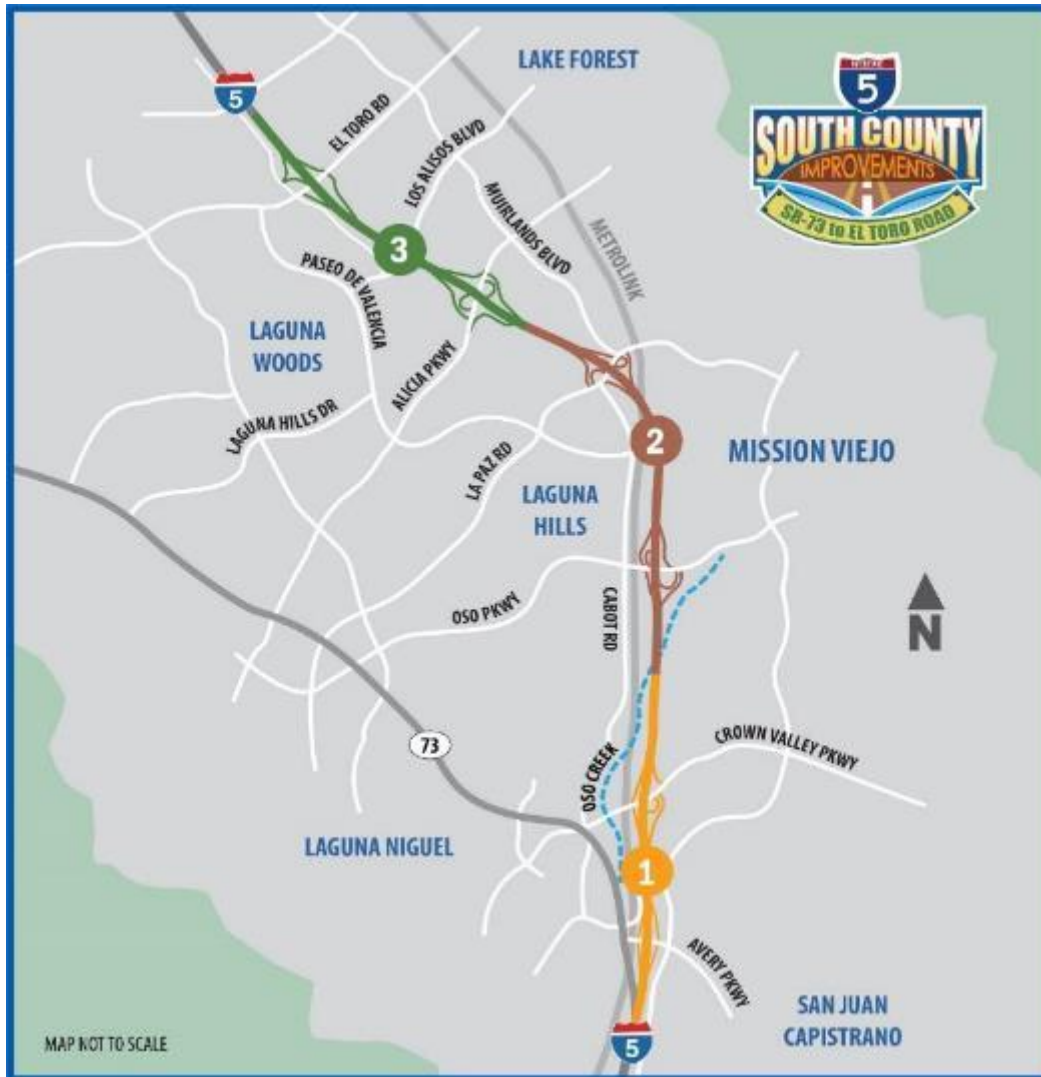 LAKE FOREST
5
5
SOUTH COUNTY
IMPROVEMENTS
SR-73 to EL TORO ROAD
EL TORO RD
LOS ALISOS BLVD
MUIRLANDS BLVD
METROLINK
3
PASEO DE VALENCIA
LAGUNA
WOODS
ALICIA PKWY
LAGUNA HILLS DR
2
MISSION VIEJO
LA PAZ RD
LAGUNA
HILLS
OSO PKWY
CABOT RD
N
73
OSO CREEK
CROWN VALLEY PKWY
LAGUNA NIGUEL
1
AVERY PKWY
SAN JUAN
CAPISTRANO
5
MAP NOT TO SCALE